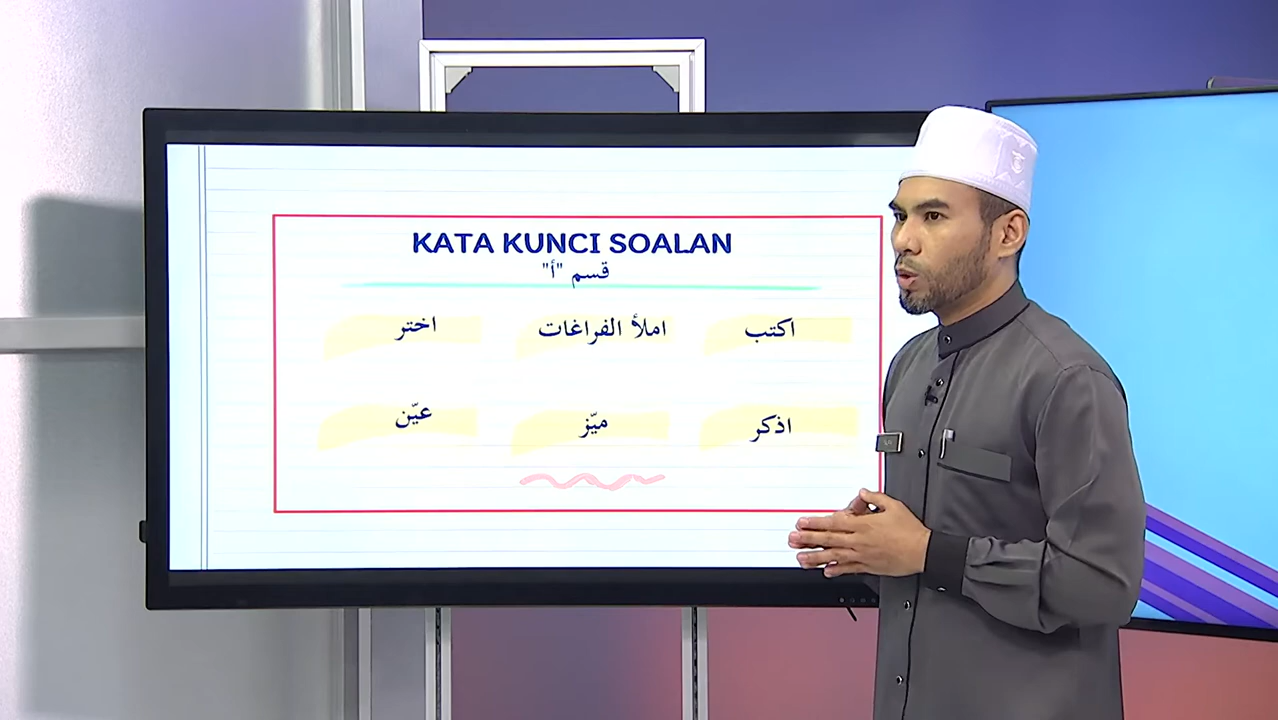 KATA KUNCI SOALAN
قسم "أ"
اكتب املأ الفراغات اختر
اذكر ميّز عيّن